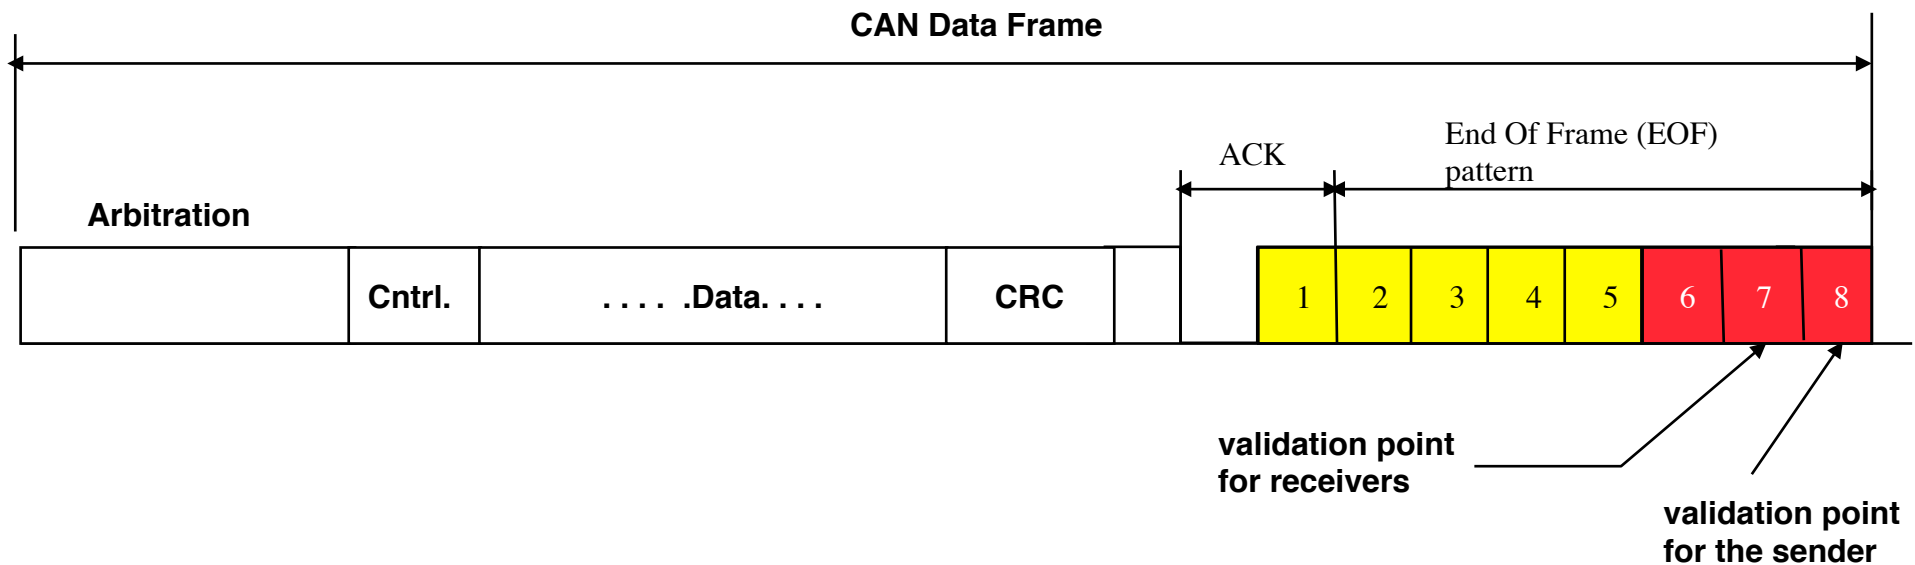 CAN Data Frame
End Of Frame (EOF)
pattern
ACK
Arbitration
Cntrl.
. . . . .Data. . . .
CRC
1 2 3 4 5 6 7 8
validation point
for receivers
validation point
for the sender